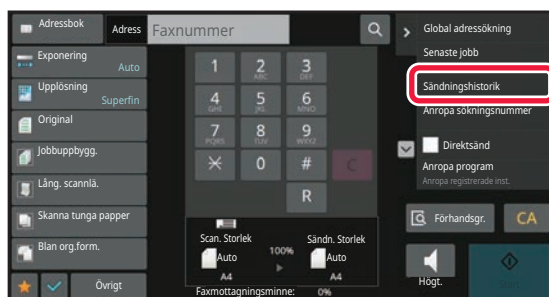 Adressbok
Adress
Faxnummer
Global adressökning
Senaste jobb
Sändningshistorik
Anropa sökningsnummer
Direktsänd
Anropa program
Anropa registrerade inst.
Exponering
Auto
Upplösning
Superfin
Original
Jobbuppbygg.
Lång. scannlä.
Skanna tunga papper
Blan org.form.
Övrigt
1
2
ABC
3
DEF
4
GHI
5
JKL
6
MNO
7
PQRS
8
TUV
9
WXYZ
0
#
C
R
Scan. Storlek
100%
Sändn. Storlek
Auto
Auto
A4
A4
Faxmottagningsminne: 0%
Förhandsgr.
CA
Högt.
Start